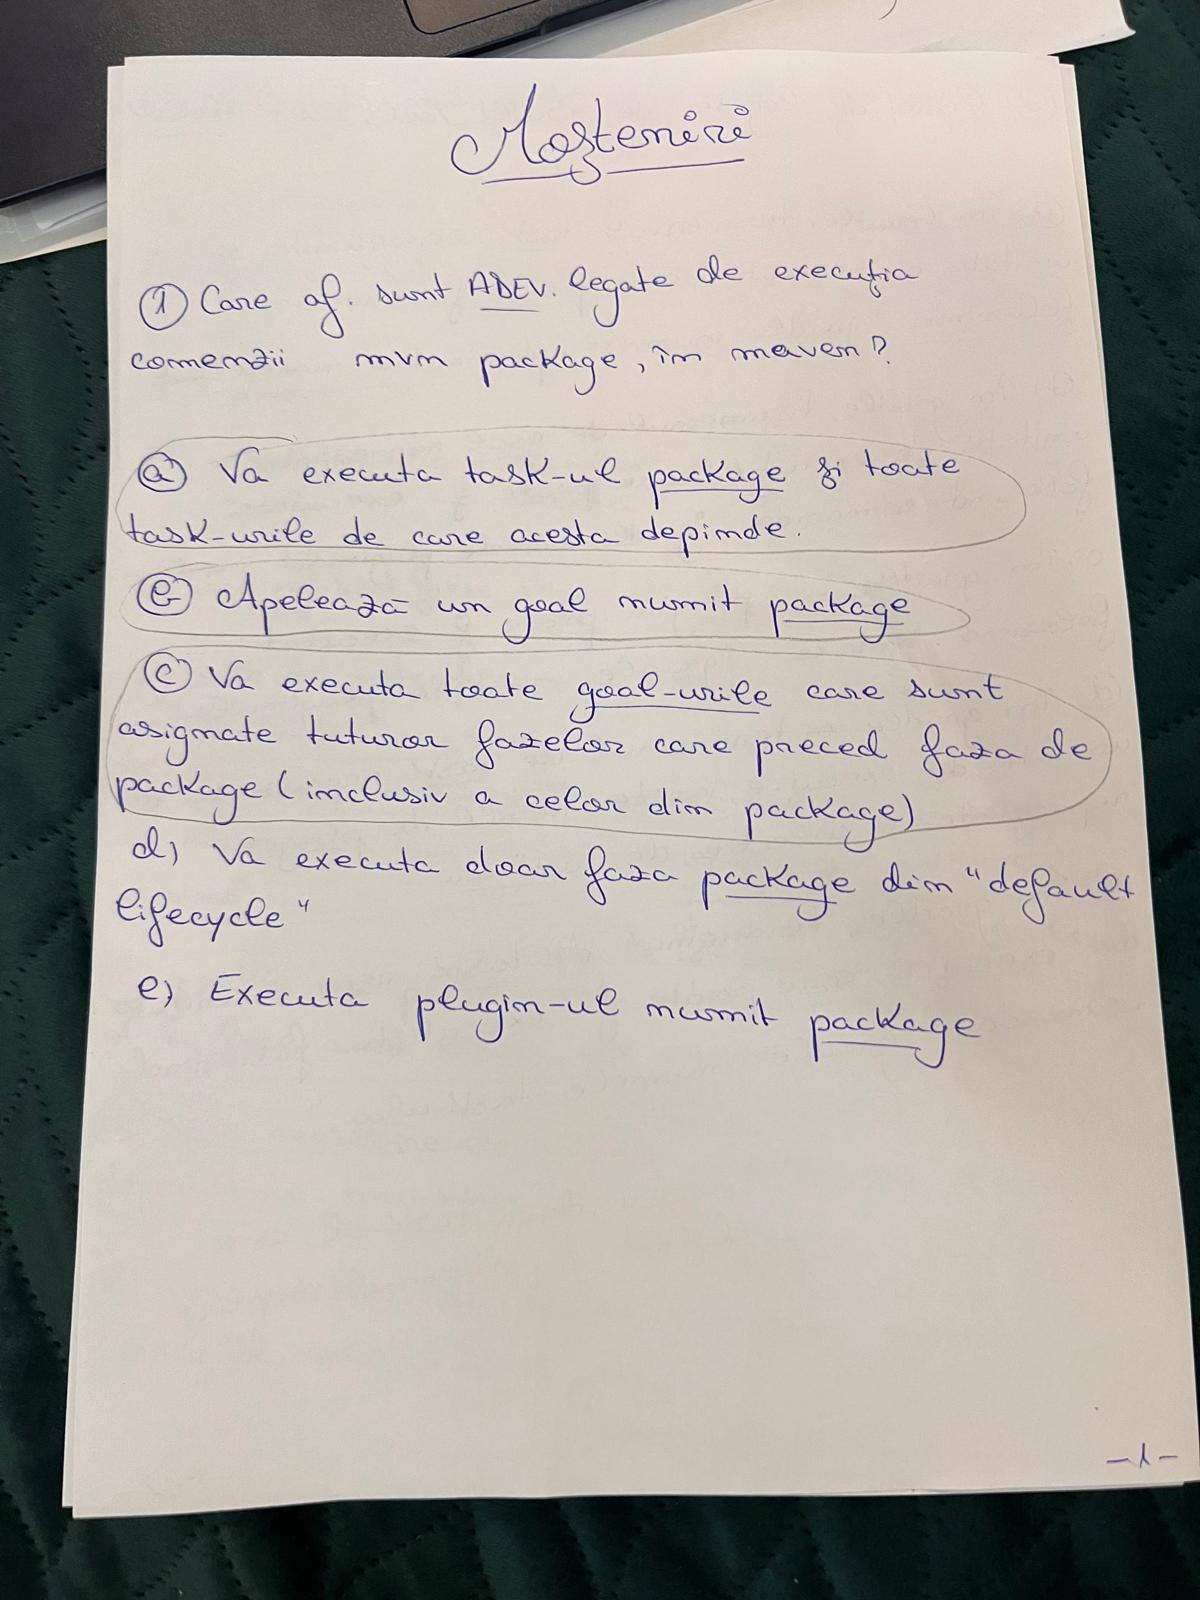 Moșteniri
① Care af. sunt ADEV. legate de execuția
comenzii mvn package, în maven?
ⓐ Va executa task-ul package și toate
task-urile de care acesta depinde.
ⓑ Apelează un goal numit package
ⓒ Va executa toate goal-urile care sunt
asignate tuturor fazelor care preced faza de
package (inclusiv a celor din package)
d) Va executa doar faza package din "default
lifecycle"
e) Executa plugin-ul numit package
-1-